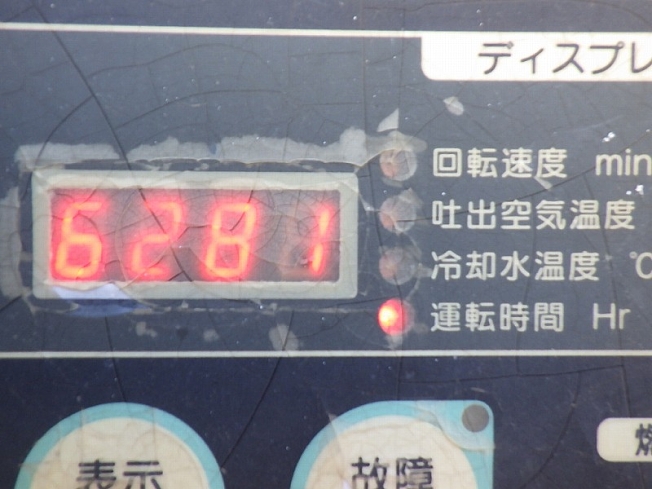 ディスプレ
6281
回転速度 min
吐出空気温度
冷却水温度 ℃
運転時間 Hr
表示
故障
燃